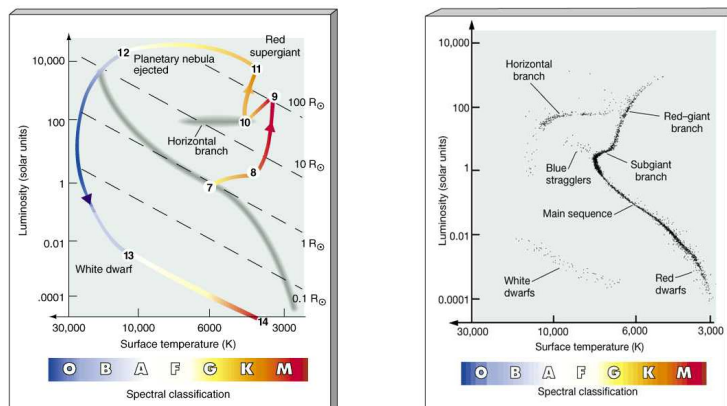 12
Planetary nebula
ejected
Red
supergiant
11
9
100 R⊙
10
Horizontal
branch
10 R⊙
8
7
1 R⊙
13
White dwarf
0.1 R⊙
14
Luminosity (solar units)
10,000
100
1
0.01
.0001
30,000
10,000
6000
3000
Surface temperature (K)
O B A F G K M
Spectral classification
Horizontal
branch
Red–giant
branch
Blue
stragglers
Subgiant
branch
Main sequence
White
dwarfs
Red
dwarfs
Luminosity (solar units)
10,000
100
1
0.01
0.0001
30,000
10,000
6,000
3,000
Surface temperature (K)
O B A F G K M
Spectral classification